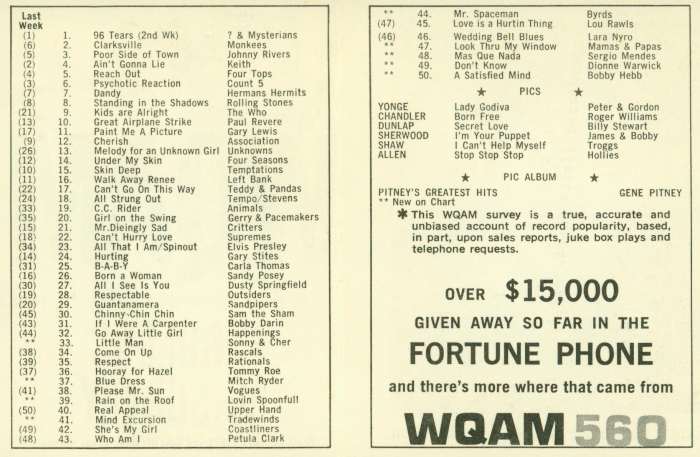 Last
Week
(1) 1. 96 Tears (2nd Wk) ? & Mysterians
(6) 2. Clarksville Monkees
(5) 3. Poor Side of Town Johnny Rivers
(2) 4. Ain't Gonna Lie Keith
(4) 5. Reach Out Four Tops
(3) 6. Psychotic Reaction Count 5
(7) 7. Dandy Hermans Hermits
(8) 8. Standing in the Shadows Rolling Stones
(21) 9. Kids are Alright The Who
(13) 10. Great Airplane Strike Paul Revere
(17) 11. Paint Me A Picture Gary Lewis
(9) 12. Cherish Association
(26) 13. Melody for an Unknown Girl Unknowns
(12) 14. Under My Skin Four Seasons
(10) 15. Skin Deep Temptations
(11) 16. Walk Away Renee Left Bank
(22) 17. Can't Go On This Way Teddy & Pandas
(24) 18. All Strung Out Tempo/Stevens
(33) 19. C.C. Rider Animals
(35) 20. Girl on the Swing Gerry & Pacemakers
(15) 21. Mr.Dieingly Sad Critters
(18) 22. Can't Hurry Love Supremes
(34) 23. All That I Am/Spinout Elvis Presley
(14) 24. Hurting Gary Stites
(31) 25. B-A-B-Y Carla Thomas
(16) 26. Born a Woman Sandy Posey
(30) 27. All I See Is You Dusty Springfield
(19) 28. Respectable Outsiders
(20) 29. Guantanamera Sandpipers
(45) 30. Chinny-Chin Chin Sam the Sham
(43) 31. If I Were A Carpenter Bobby Darin
(44) 32. Go Away Little Girl Happenings
** 33. Little Man Sonny & Cher
(38) 34. Come On Up Rascals
(39) 35. Respect Rationals
(37) 36. Hooray for Hazel Tommy Roe
** 37. Blue Dress Mitch Ryder
(41) 38. Please Mr. Sun Vogues
** 39. Rain on the Roof Lovin Spoonfull
(50) 40. Real Appeal Upper Hand
** 41. Mind Excursion Tradewinds
(49) 42. She's My Girl Coastliners
(48) 43. Who Am I Petula Clark
** 44. Mr. Spaceman Byrds
(47) 45. Love is a Hurtin Thing Lou Rawls
(46) 46. Wedding Bell Blues Lara Nyro
** 47. Look Thru My Window Mamas & Papas
** 48. Mas Que Nada Sergio Mendes
** 49. Don't Know Dionne Warwick
** 50. A Satisfied Mind Bobby Hebb
★ PICS ★
YONGE Lady Godiva Peter & Gordon
CHANDLER Born Free Roger Williams
DUNLAP Secret Love Billy Stewart
SHERWOOD I'm Your Puppet James & Bobby
SHAW I Can't Help Myself Troggs
ALLEN Stop Stop Stop Hollies
★ PIC ALBUM ★
PITNEY'S GREATEST HITS GENE PITNEY
** New on Chart
* This WQAM survey is a true, accurate and
unbiased account of record popularity, based,
in part, upon sales reports, juke box plays and
telephone requests.
OVER $15,000
GIVEN AWAY SO FAR IN THE
FORTUNE PHONE
and there's more where that came from
WQAM 560